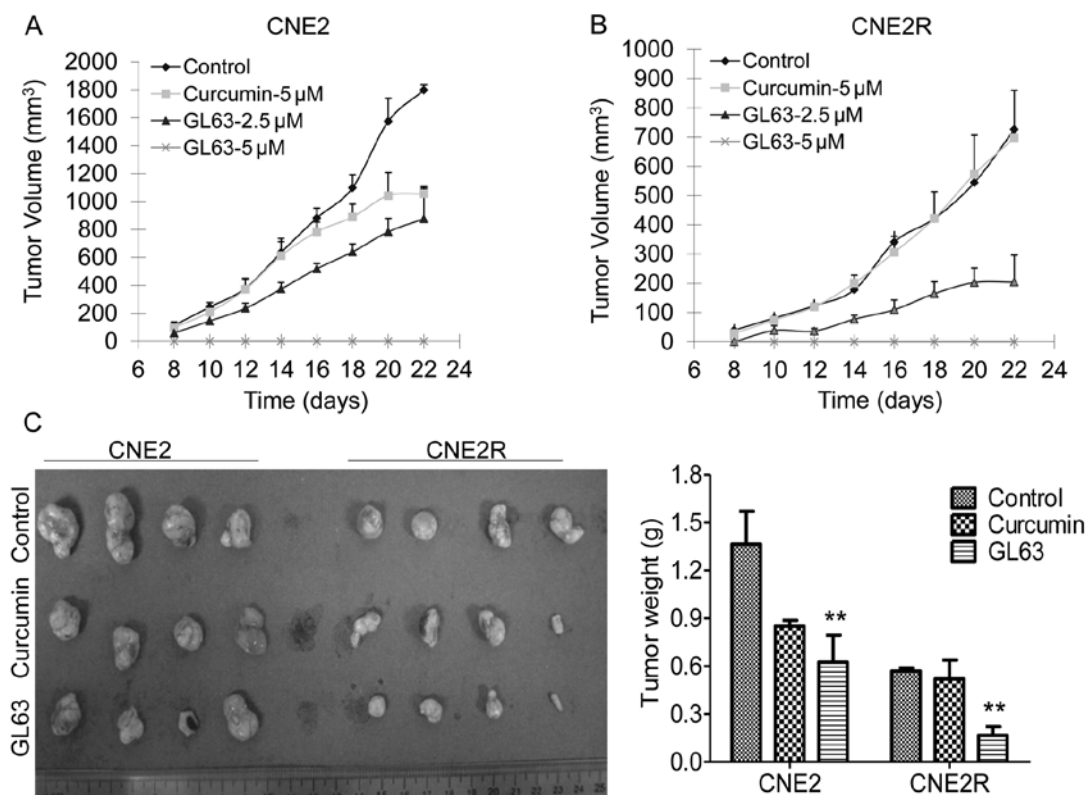 A
CNE2
2000
1800
1600
1400
1200
1000
800
600
400
200
0
Tumor Volume (mm³)
Control
Curcumin-5 µM
GL63-2.5 µM
GL63-5 µM
8 10 12 14 16 18 20 22 24
Time (days)
B
CNE2R
1000
900
800
700
600
500
400
300
200
100
0
Tumor Volume (mm³)
Control
Curcumin-5 µM
GL63-2.5 µM
GL63-5 µM
6 8 10 12 14 16 18 20 22 24
Time (days)
C
CNE2 CNE2R
Control
Curcumin
GL63
1.8
1.5
1.2
0.9
0.6
0.3
0.0
Tumor weight (g)
Control
Curcumin
GL63
**
**
CNE2 CNE2R